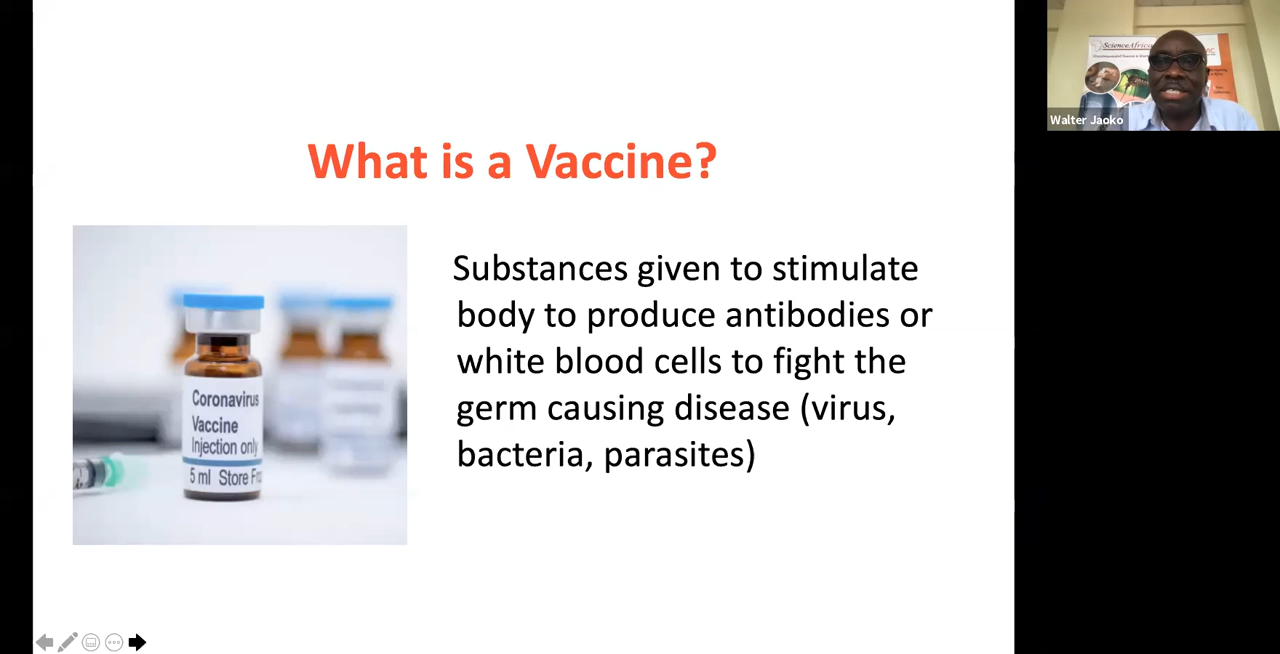 What is a Vaccine?
Substances given to stimulate
body to produce antibodies or
white blood cells to fight the
germ causing disease (virus,
bacteria, parasites)
Coronavirus
Vaccine
Injection only
5 ml Store
ScienceAfrica
Walter Jaoko